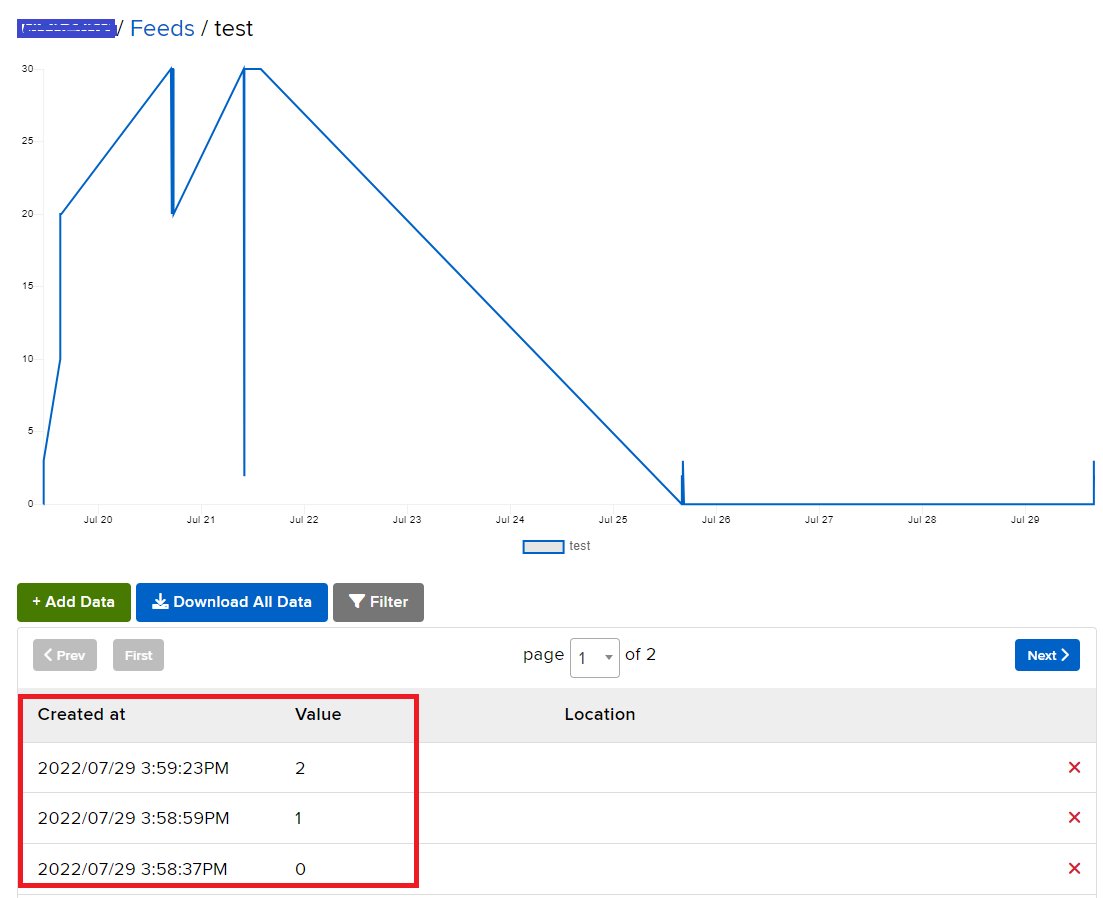 / Feeds / test
30
25
20
15
10
5
0
Jul 20 Jul 21 Jul 22 Jul 23 Jul 24 Jul 25 Jul 26 Jul 27 Jul 28 Jul 29
test
+ Add Data Download All Data Filter
Prev First page 1 of 2 Next
Created at Value Location
2022/07/29 3:59:23PM 2
2022/07/29 3:58:59PM 1
2022/07/29 3:58:37PM 0